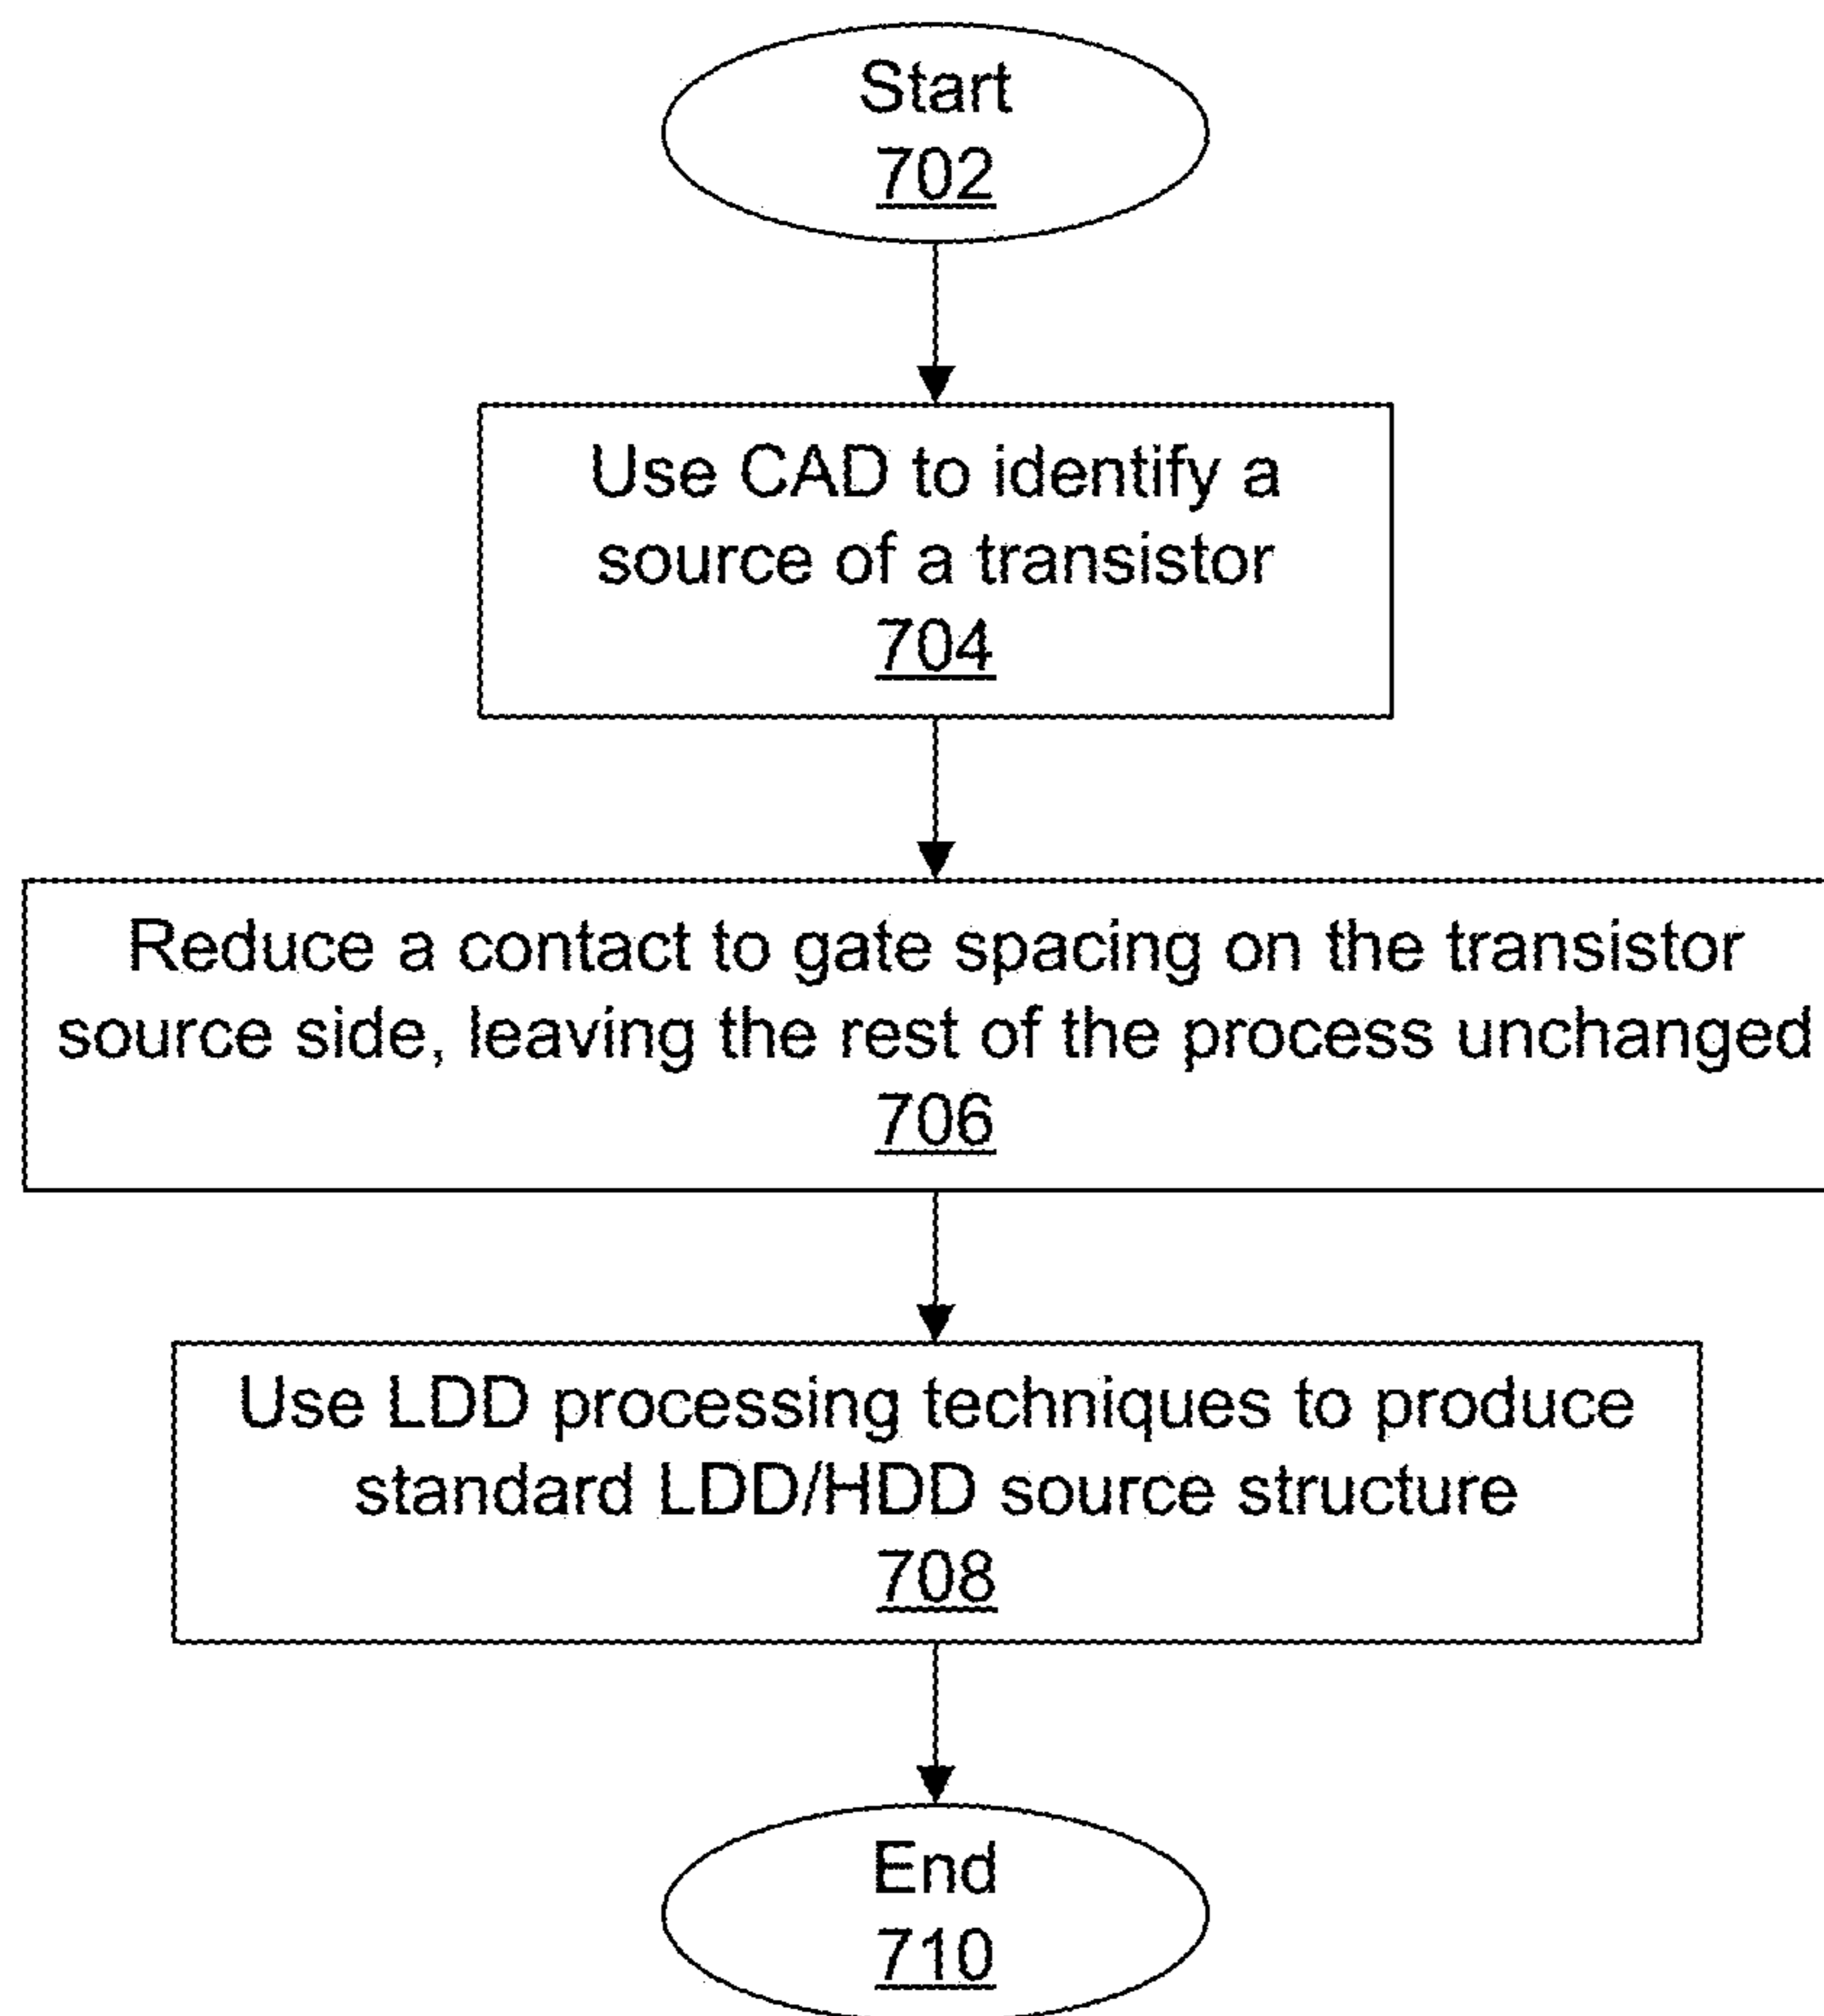 Start
702
Use CAD to identify a
source of a transistor
704
Reduce a contact to gate spacing on the transistor
source side, leaving the rest of the process unchanged
706
Use LDD processing techniques to produce
standard LDD/HDD source structure
708
End
710